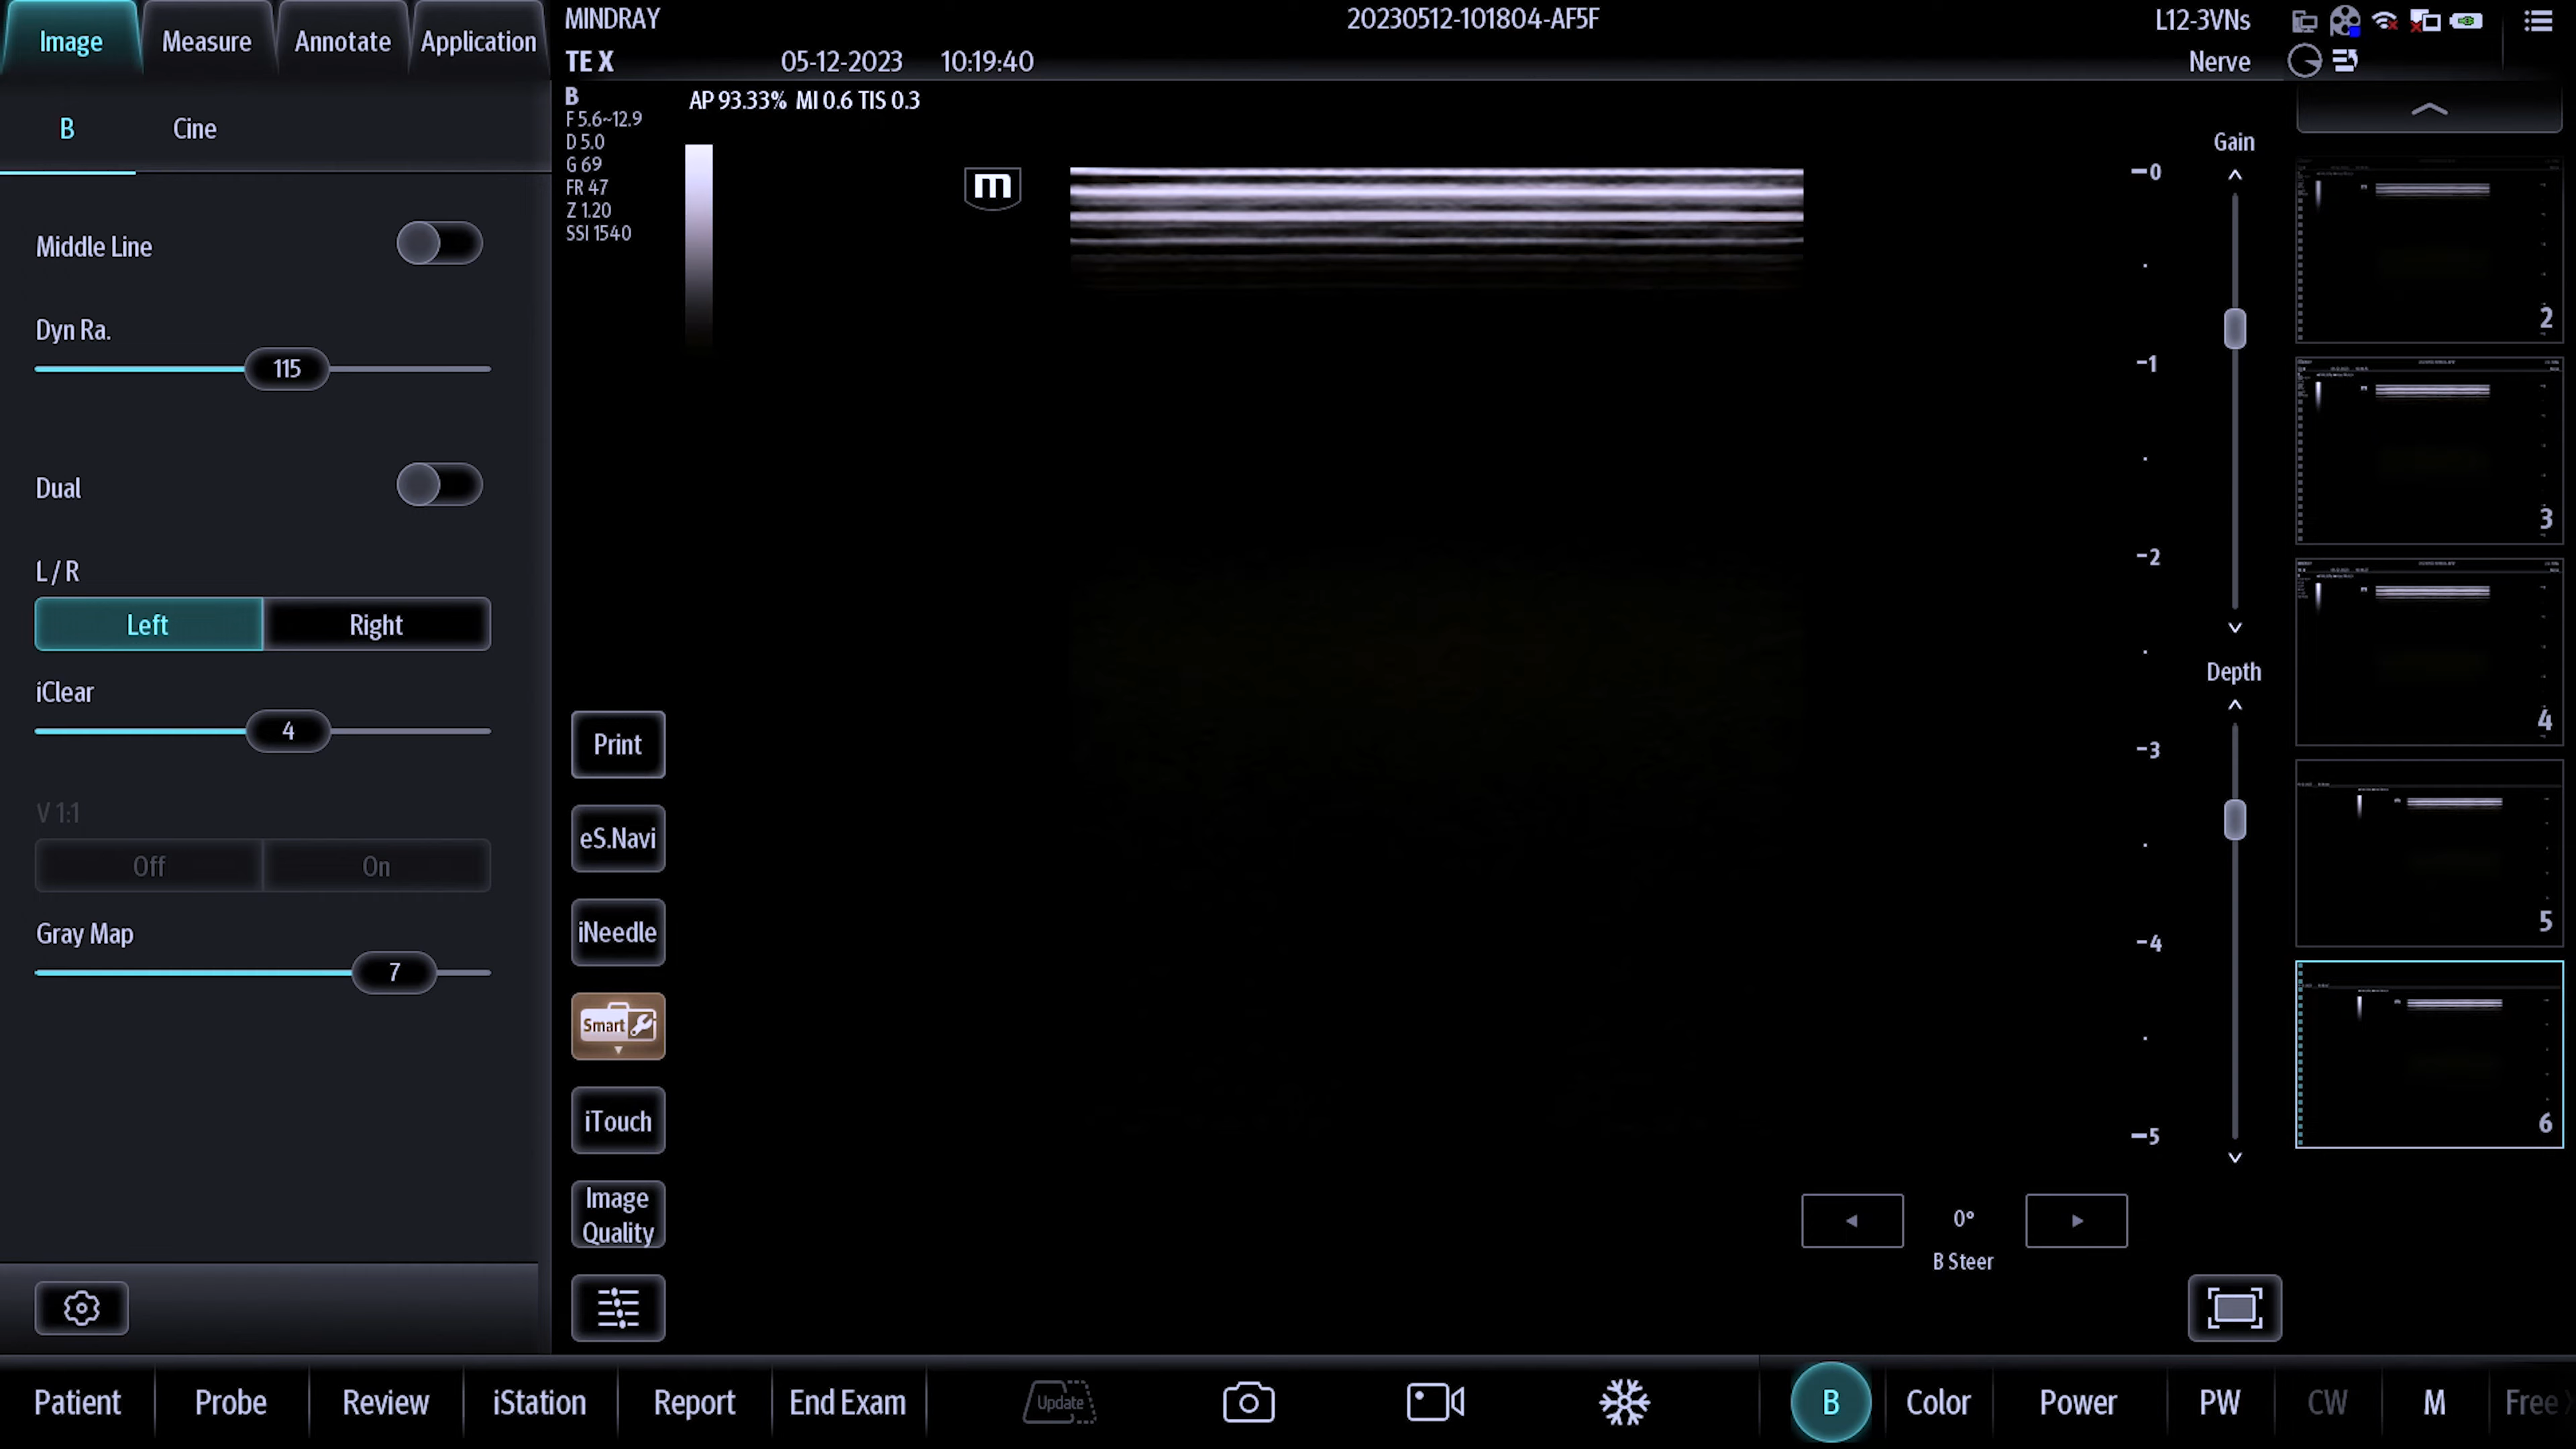 Image
Measure
Annotate
Application
MINDRAY
20230512-101804-AF5F
L12-3VNs
TE X
05-12-2023
10:19:40
Nerve
B
Cine
B
AP 93.33% MI 0.6 TIS 0.3
F 5.6~12.9
D 5.0
G 69
FR 47
Z 1.20
SSI 1540
m
Middle Line
Dyn Ra.
115
Dual
L / R
Left
Right
iClear
4
V 1:1
Off
On
Gray Map
7
Print
eS.Navi
iNeedle
Smart
iTouch
Image
Quality
0
1
2
3
4
5
Gain
Depth
0°
B Steer
2
3
4
5
6
Patient
Probe
Review
iStation
Report
End Exam
Update
B
Color
Power
PW
CW
M
Free